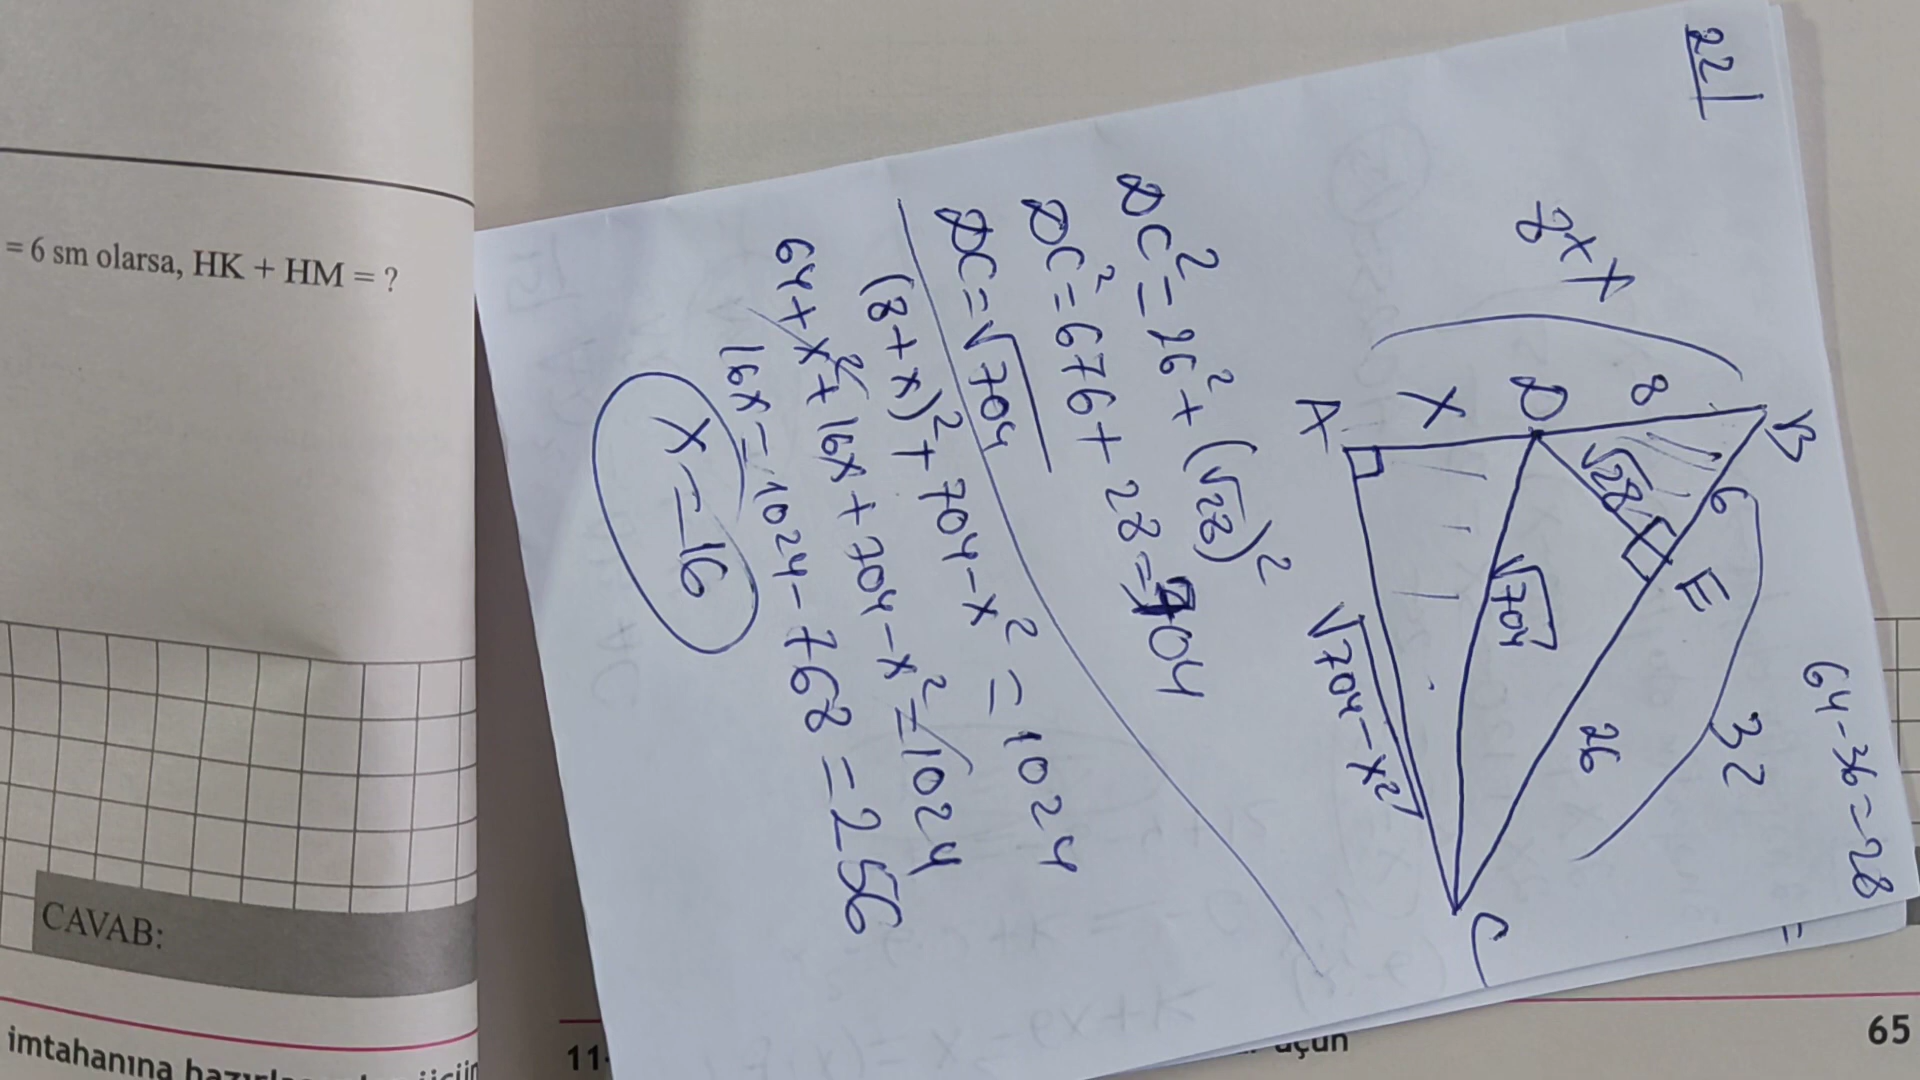 = 6 sm olarsa, HK + HM = ?
CAVAB:
22
8+x
A
x
D
8
B
√28
6
E
√704
√704-x²
26
32
C
64-36=28
DC²=26²+(√28)²
DC²=676+28=704
DC=√704
(8+x)²+704-x²=1024
64+x²+16x+704-x²=1024
16x=1024-768=256
x=16
imtahanına
11
üçün
65